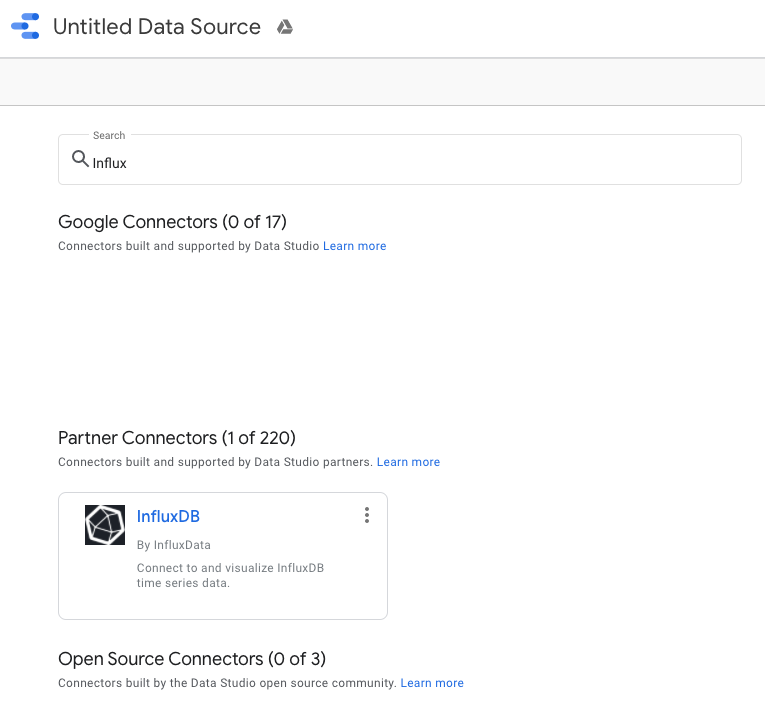 Untitled Data Source
Search
Influx
Google Connectors (0 of 17)
Connectors built and supported by Data Studio Learn more
Partner Connectors (1 of 220)
Connectors built and supported by Data Studio partners. Learn more
InfluxDB
By InfluxData
Connect to and visualize InfluxDB
time series data.
Open Source Connectors (0 of 3)
Connectors built by the Data Studio open source community. Learn more